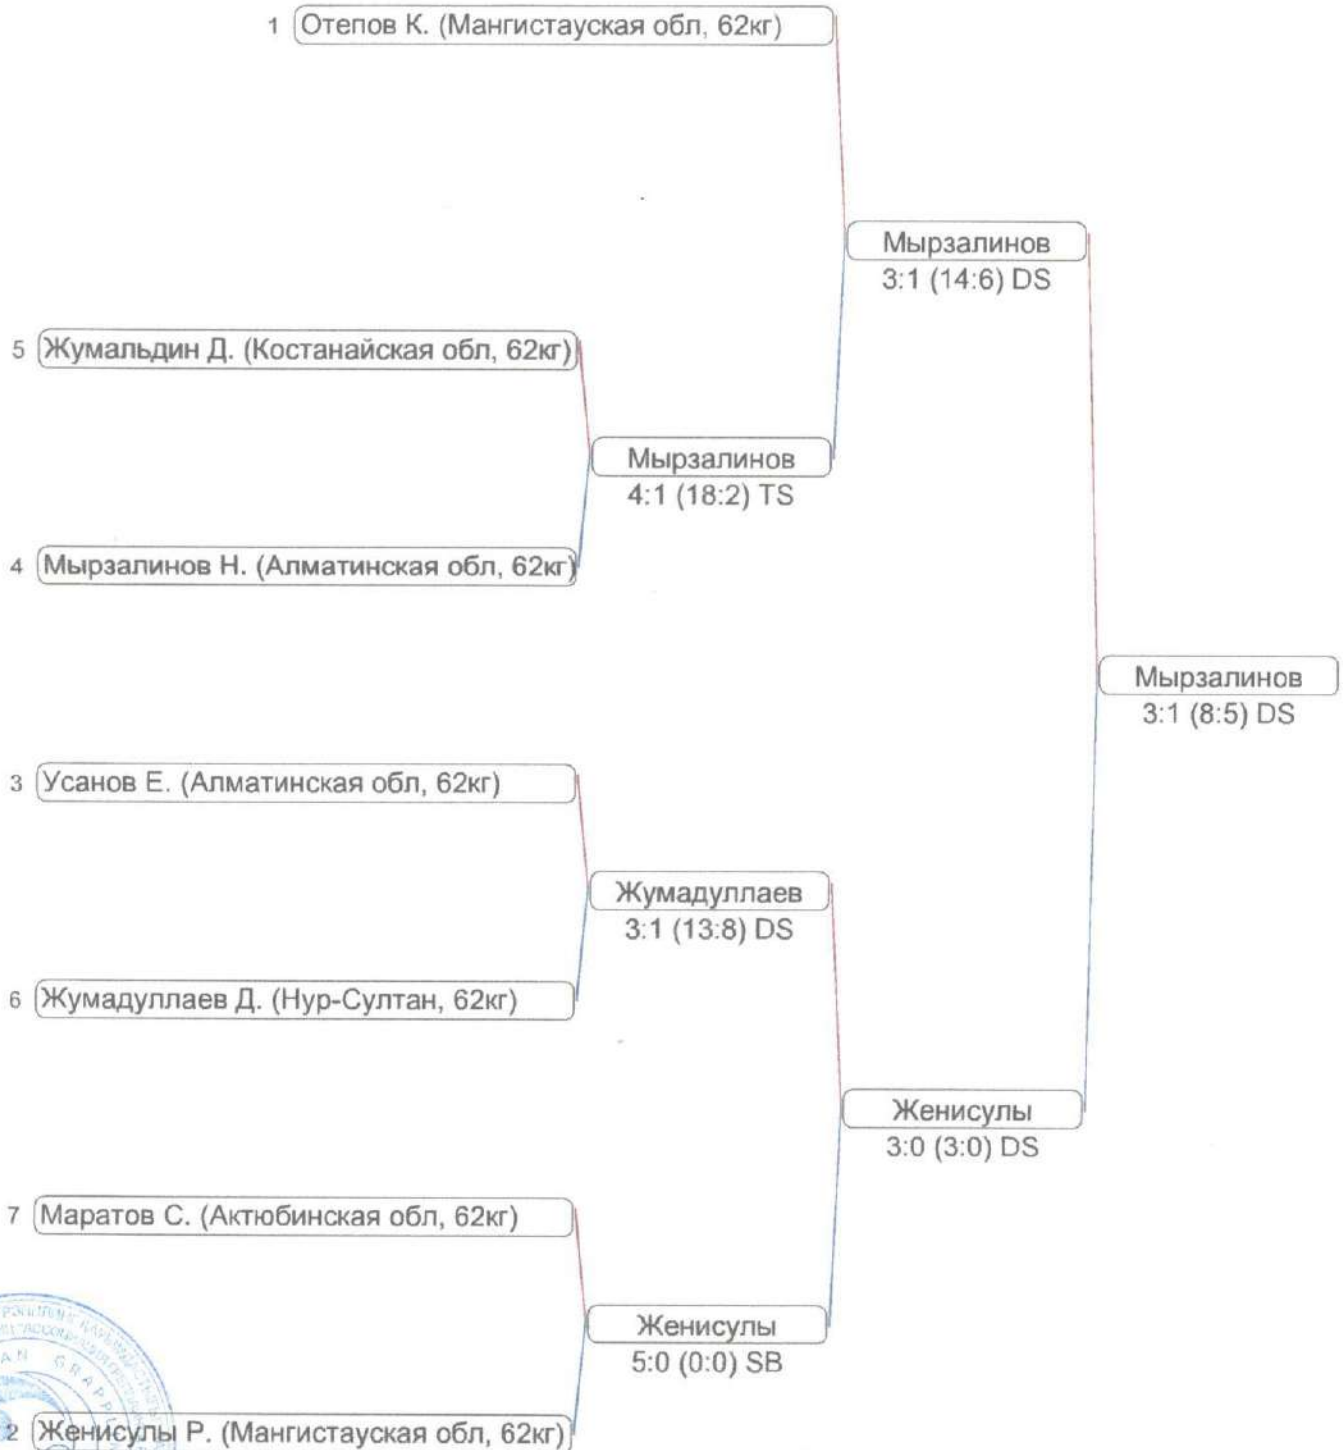 1 Отепов К. (Мангистауская обл, 62кг)
Мырзалинов
3:1 (14:6) DS
5 Жумальдин Д. (Костанайская обл, 62кг)
Мырзалинов
4:1 (18:2) TS
4 Мырзалинов Н. (Алматинская обл, 62кг)
Мырзалинов
3:1 (8:5) DS
3 Усанов Е. (Алматинская обл, 62кг)
Жумадуллаев
3:1 (13:8) DS
6 Жумадуллаев Д. (Нур-Султан, 62кг)
Женисулы
3:0 (3:0) DS
7 Маратов С. (Актюбинская обл, 62кг)
Женисулы
5:0 (0:0) SB
2 Женисулы Р. (Мангистауская обл, 62кг)